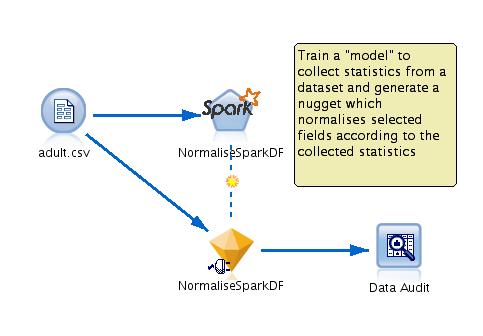 Train a "model" to
collect statistics from a
dataset and generate a
nugget which
normalises selected
fields according to the
collected statistics
Spark
adult.csv
NormaliseSparkDF
NormaliseSparkDF
Data Audit